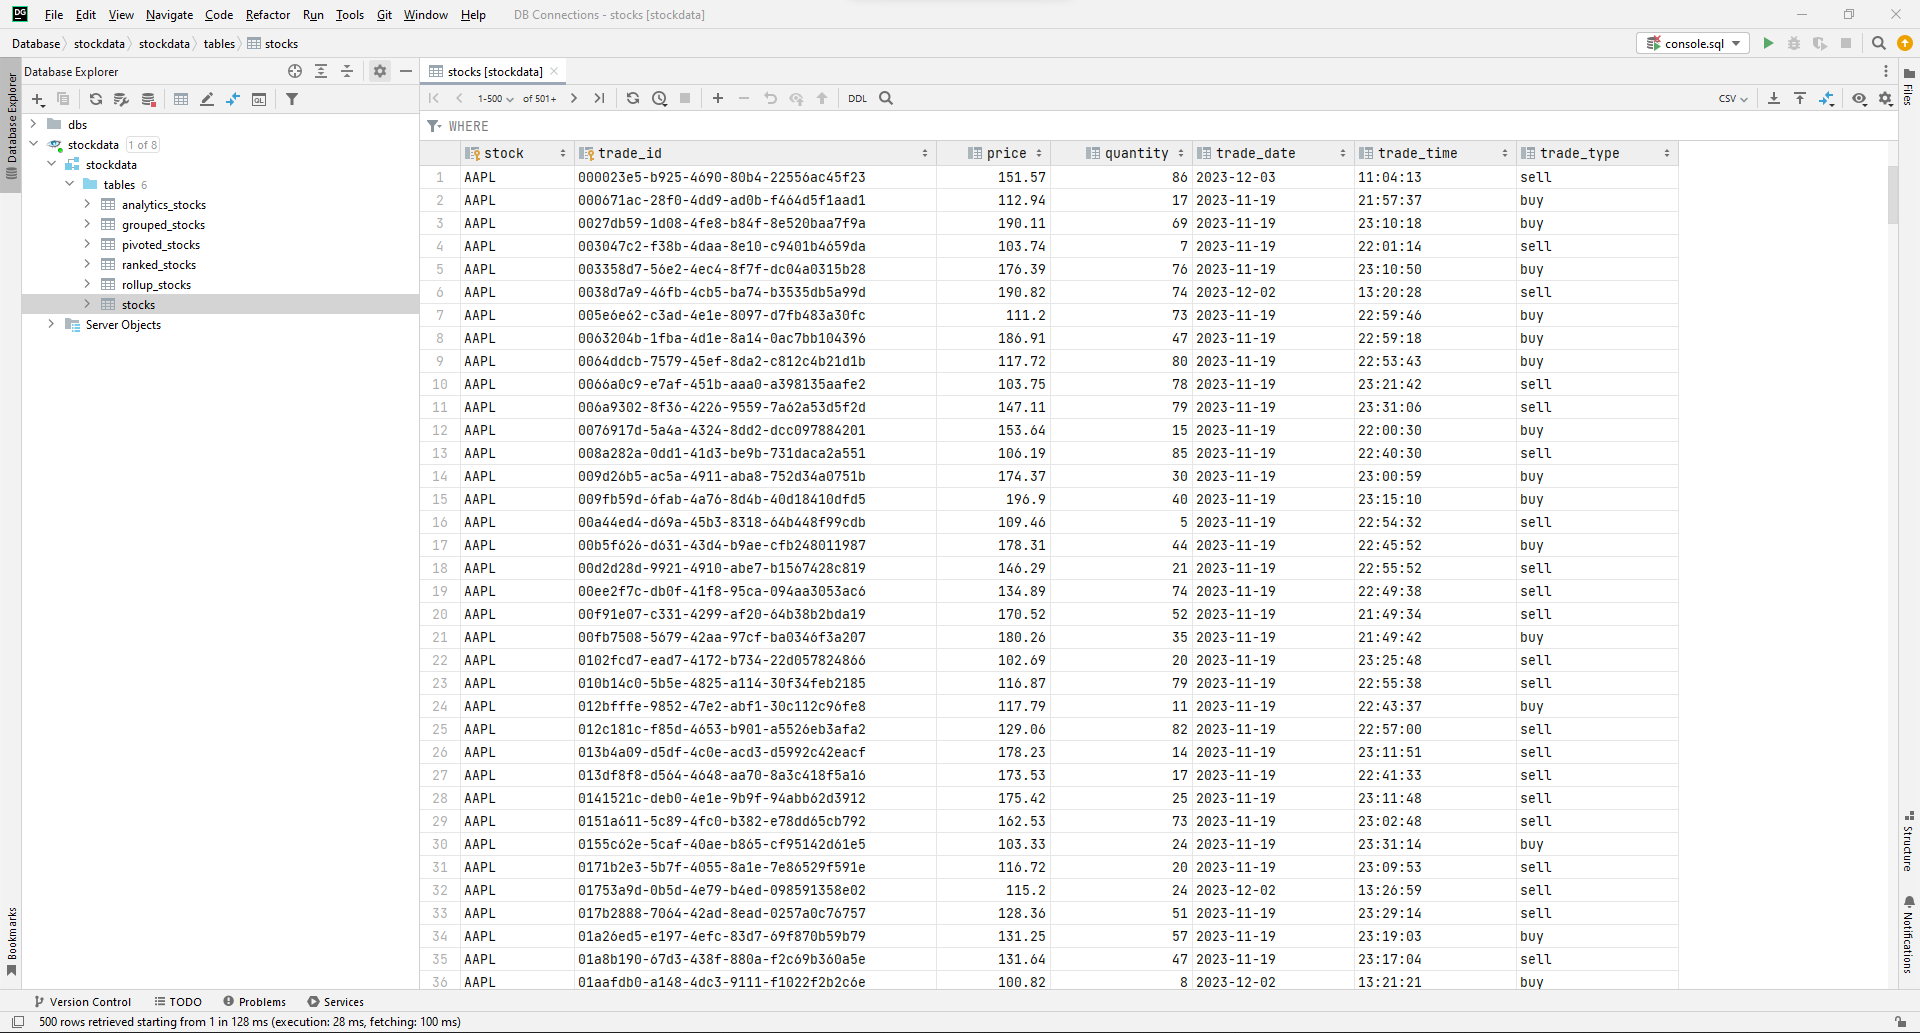 DG File Edit View Navigate Code Refactor Run Tools Git Window Help DB Connections - stocks [stockdata]
Database stockdata stockdata tables stocks console.sql
Database Explorer stocks [stockdata]
1-500 of 501+ DDL CSV
WHERE
dbs
stockdata 1 of 8
stockdata
tables 6
analytics_stocks
grouped_stocks
pivoted_stocks
ranked_stocks
rollup_stocks
stocks
Server Objects
stock trade_id price quantity trade_date trade_time trade_type
1 AAPL 000023e5-b925-4690-80b4-22556ac45f23 151.57 86 2023-12-03 11:04:13 sell
2 AAPL 000671ac-28f0-4dd9-ad0b-f464d5f1aad1 112.94 17 2023-11-19 21:57:37 buy
3 AAPL 0027db59-1d08-4fe8-b84f-8e520baa7f9a 190.11 69 2023-11-19 23:10:18 buy
4 AAPL 003047c2-f38b-4daa-8e10-c9401b4659da 103.74 7 2023-11-19 22:01:14 sell
5 AAPL 003358d7-56e2-4ec4-8f7f-dc04a0315b28 176.39 76 2023-11-19 23:10:50 buy
6 AAPL 0038d7a9-46fb-4cb5-ba74-b3535db5a99d 190.82 74 2023-12-02 13:20:28 sell
7 AAPL 005e6e62-c3ad-4e1e-8097-d7fb483a30fc 111.2 73 2023-11-19 22:59:46 buy
8 AAPL 0063204b-1fba-4d1e-8a14-0ac7bb104396 186.91 47 2023-11-19 22:59:18 buy
9 AAPL 0064ddcb-7579-45ef-8da2-c812c4b21d1b 117.72 80 2023-11-19 22:53:43 buy
10 AAPL 0066a0c9-e7af-451b-aaa0-a398135aafe2 103.75 78 2023-11-19 23:21:42 sell
11 AAPL 006a9302-8f36-4226-9559-7a62a53d5f2d 147.11 79 2023-11-19 23:31:06 sell
12 AAPL 0076917d-5a4a-4324-8dd2-dcc097884201 153.64 15 2023-11-19 22:00:30 buy
13 AAPL 008a282a-0dd1-41d3-be9b-731daca2a551 106.19 85 2023-11-19 22:40:30 sell
14 AAPL 009d26b5-ac5a-4911-aba8-752d34a0751b 174.37 30 2023-11-19 23:00:59 buy
15 AAPL 009fb59d-6fab-4a76-8d4b-40d18410dfd5 196.9 40 2023-11-19 23:15:10 buy
16 AAPL 00a44ed4-d69a-45b3-8318-64b448f99cdb 109.46 5 2023-11-19 22:54:32 sell
17 AAPL 00b5f626-d631-43d4-b9ae-cfb248011987 178.31 44 2023-11-19 22:45:52 buy
18 AAPL 00d2d28d-9921-4910-abe7-b1567428c819 146.29 21 2023-11-19 22:55:52 sell
19 AAPL 00ee2f7c-db0f-41f8-95ca-094aa3053ac6 134.89 74 2023-11-19 22:49:38 sell
20 AAPL 00f91e07-c331-4299-af20-64b38b2bda19 170.52 52 2023-11-19 21:49:34 sell
21 AAPL 00fb7508-5679-42aa-97cf-ba0346f3a207 180.26 35 2023-11-19 21:49:42 buy
22 AAPL 0102fcd7-ead7-4172-b734-22d057824866 102.69 20 2023-11-19 23:25:48 sell
23 AAPL 010b14c0-5b5e-4825-a114-30f34feb2185 116.87 79 2023-11-19 22:55:38 sell
24 AAPL 012bfffe-9852-47e2-abf1-30c112c96fe8 117.79 11 2023-11-19 22:43:37 buy
25 AAPL 012c181c-f85d-4653-b901-a5526eb3afa2 129.06 82 2023-11-19 22:57:00 sell
26 AAPL 013b4a09-d5df-4c0e-acd3-d5992c42eacf 178.23 14 2023-11-19 23:11:51 sell
27 AAPL 013df8f8-d564-4648-aa70-8a3c418f5a16 173.53 17 2023-11-19 22:41:33 sell
28 AAPL 0141521c-deb0-4e1e-9b9f-94abb62d3912 175.42 25 2023-11-19 23:11:48 sell
29 AAPL 0151a611-5c89-4fc0-b382-e78dd65cb792 162.53 73 2023-11-19 23:02:48 sell
30 AAPL 0155c62e-5caf-40ae-b865-cf95142d61e5 103.33 24 2023-11-19 23:31:14 buy
31 AAPL 0171b2e3-5b7f-4055-8a1e-7e86529f591e 116.72 20 2023-11-19 23:09:53 sell
32 AAPL 01753a9d-0b5d-4e79-b4ed-098591358e02 115.2 24 2023-12-02 13:26:59 sell
33 AAPL 017b2888-7064-42ad-8ead-0257a0c76757 128.36 51 2023-11-19 23:29:14 sell
34 AAPL 01a26ed5-e197-4efc-83d7-69f870b59b79 131.25 57 2023-11-19 23:19:03 buy
35 AAPL 01a8b190-67d3-438f-880a-f2c69b360a5e 131.64 47 2023-11-19 23:17:04 sell
36 AAPL 01aafdb0-a148-4dc3-9111-f1022f2b2c6e 100.82 8 2023-12-02 13:21:21 buy
Database Explorer
Bookmarks
Files
Structure
Notifications
Version Control TODO Problems Services
500 rows retrieved starting from 1 in 128 ms (execution: 28 ms, fetching: 100 ms)